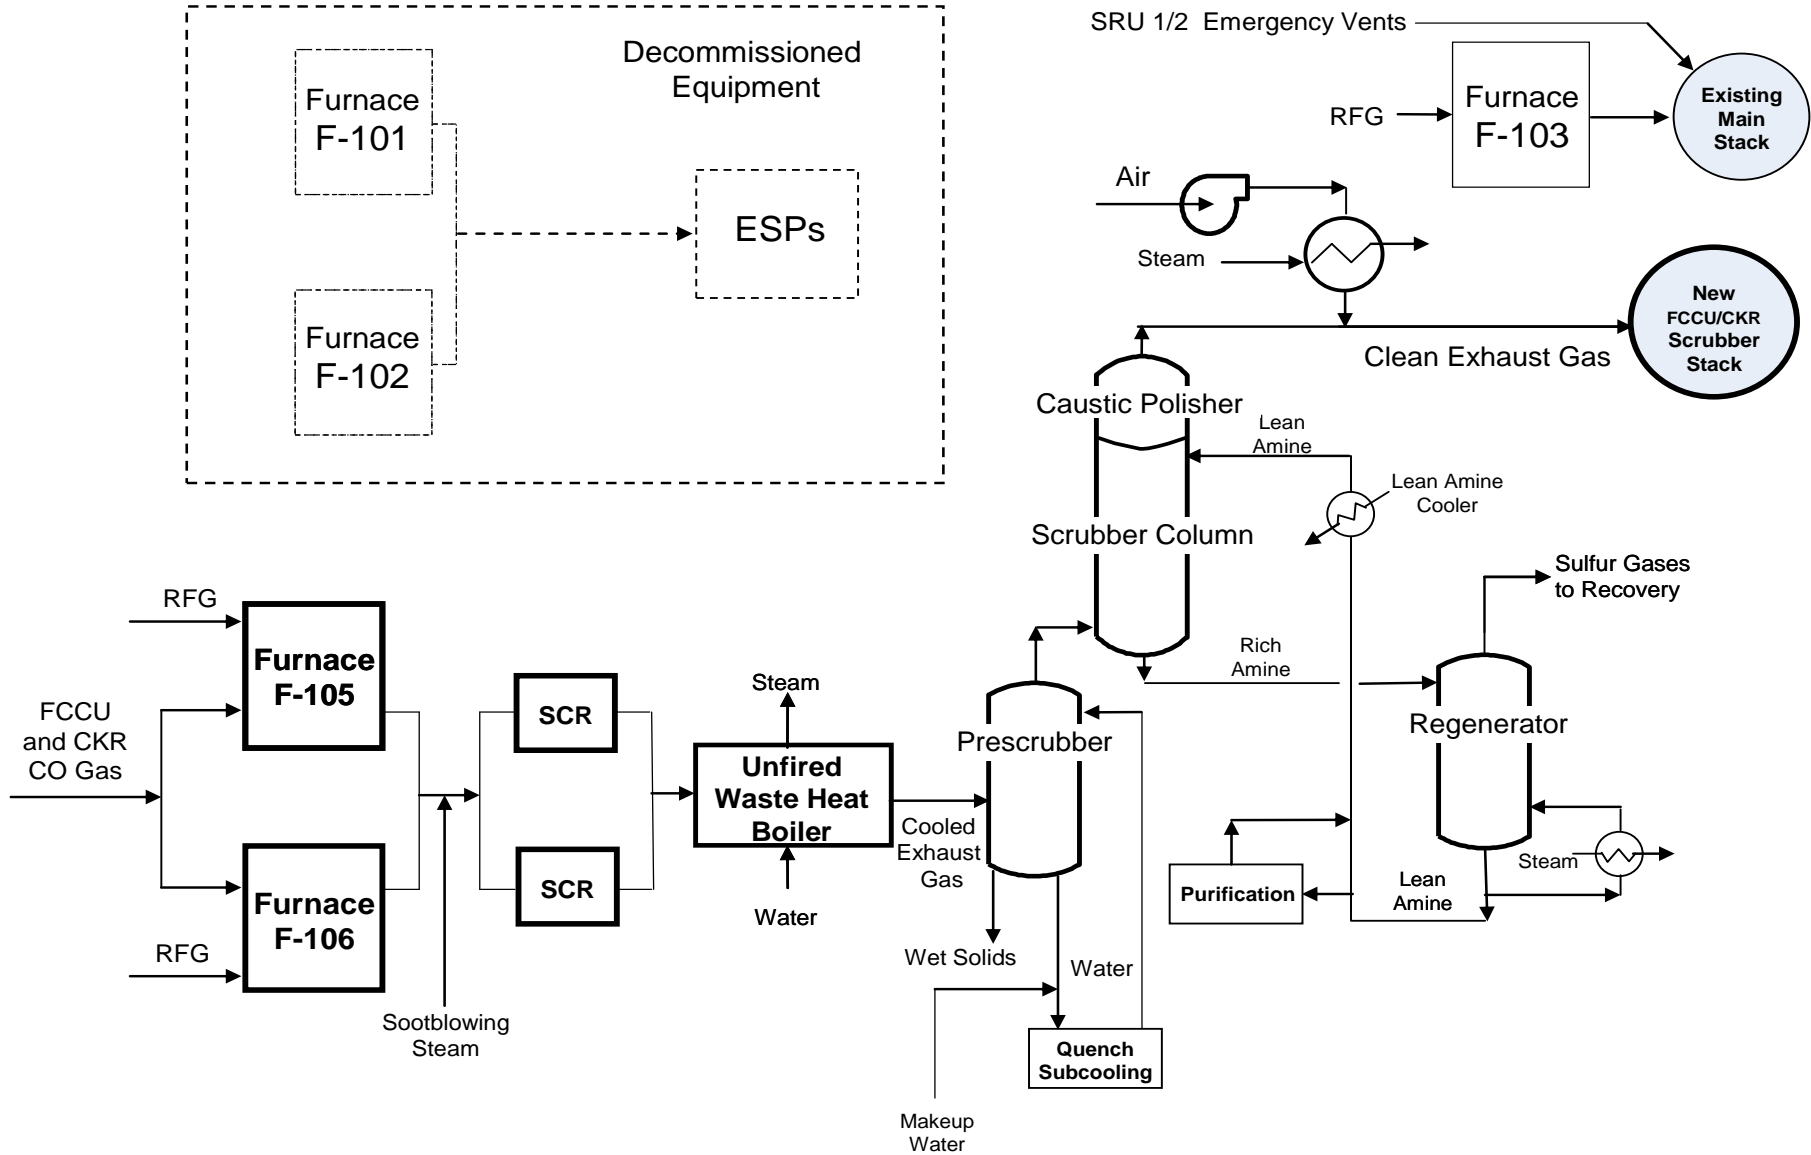 SRU 1/2 Emergency Vents
Decommissioned
Equipment
Furnace
F-101
ESPs
Furnace
F-102
RFG
Furnace
F-103
Existing
Main
Stack
Air
Steam
New
FCCU/CKR
Scrubber
Stack
Clean Exhaust Gas
Caustic Polisher
Lean
Amine
Lean Amine
Cooler
Scrubber Column
Sulfur Gases
to Recovery
RFG
Furnace
F-105
FCCU
and CKR
CO Gas
SCR
Steam
Unfired
Waste Heat
Boiler
Water
SCR
Furnace
F-106
RFG
Sootblowing
Steam
Cooled
Exhaust
Gas
Prescrubber
Rich
Amine
Regenerator
Steam
Lean
Amine
Purification
Wet Solids
Water
Quench
Subcooling
Makeup
Water